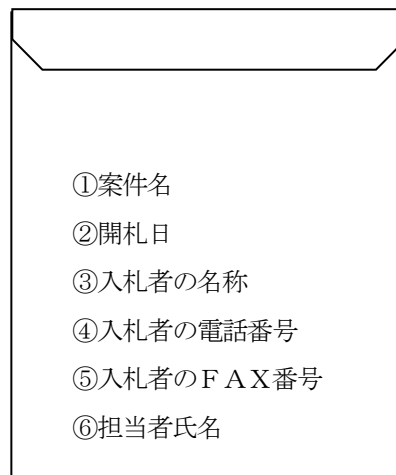 ①案件名
②開札日
③入札者の名称
④入札者の電話番号
⑤入札者のＦＡＸ番号
⑥担当者氏名